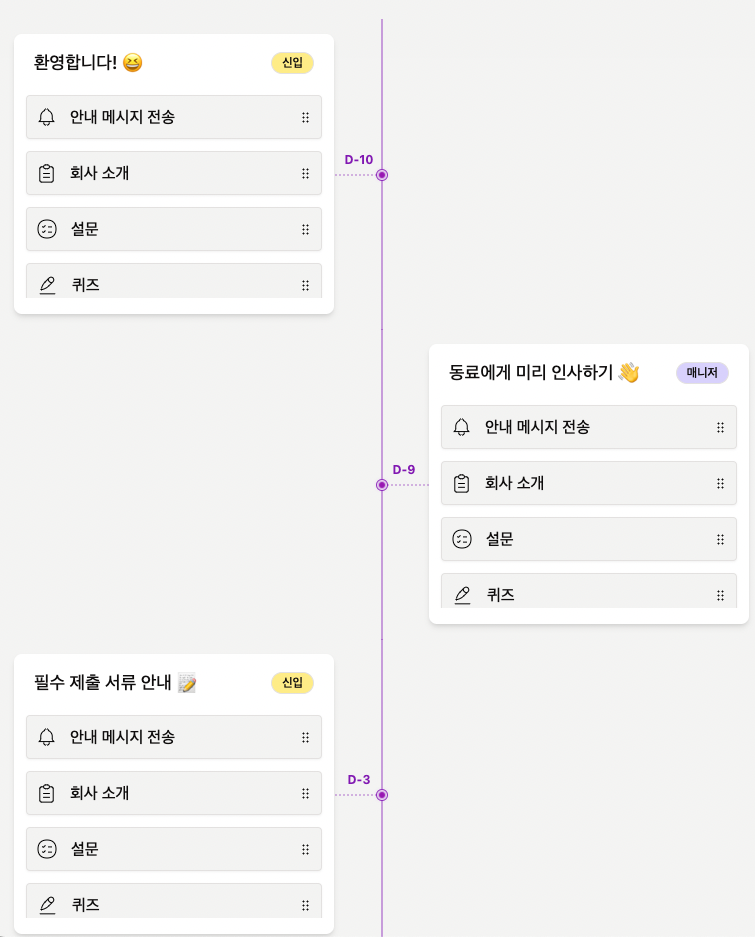 환영합니다! 😆
신입
안내 메시지 전송
회사 소개
설문
퀴즈
D-10
동료에게 미리 인사하기 👋
매니저
안내 메시지 전송
회사 소개
설문
퀴즈
D-9
필수 제출 서류 안내 📝
신입
안내 메시지 전송
회사 소개
설문
퀴즈
D-3